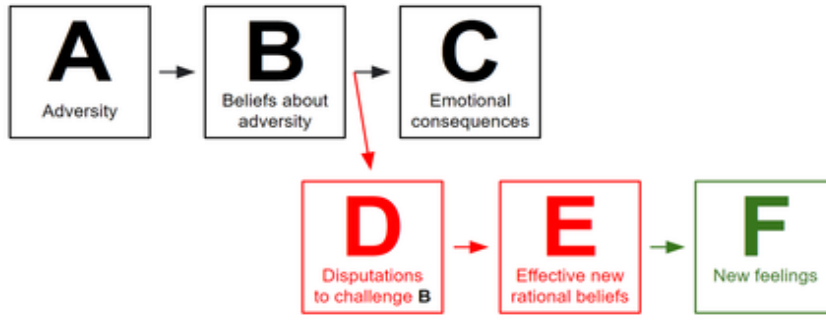 A
Adversity
B
Beliefs about
adversity
C
Emotional
consequences
D
Disputations
to challenge B
E
Effective new
rational beliefs
F
New feelings